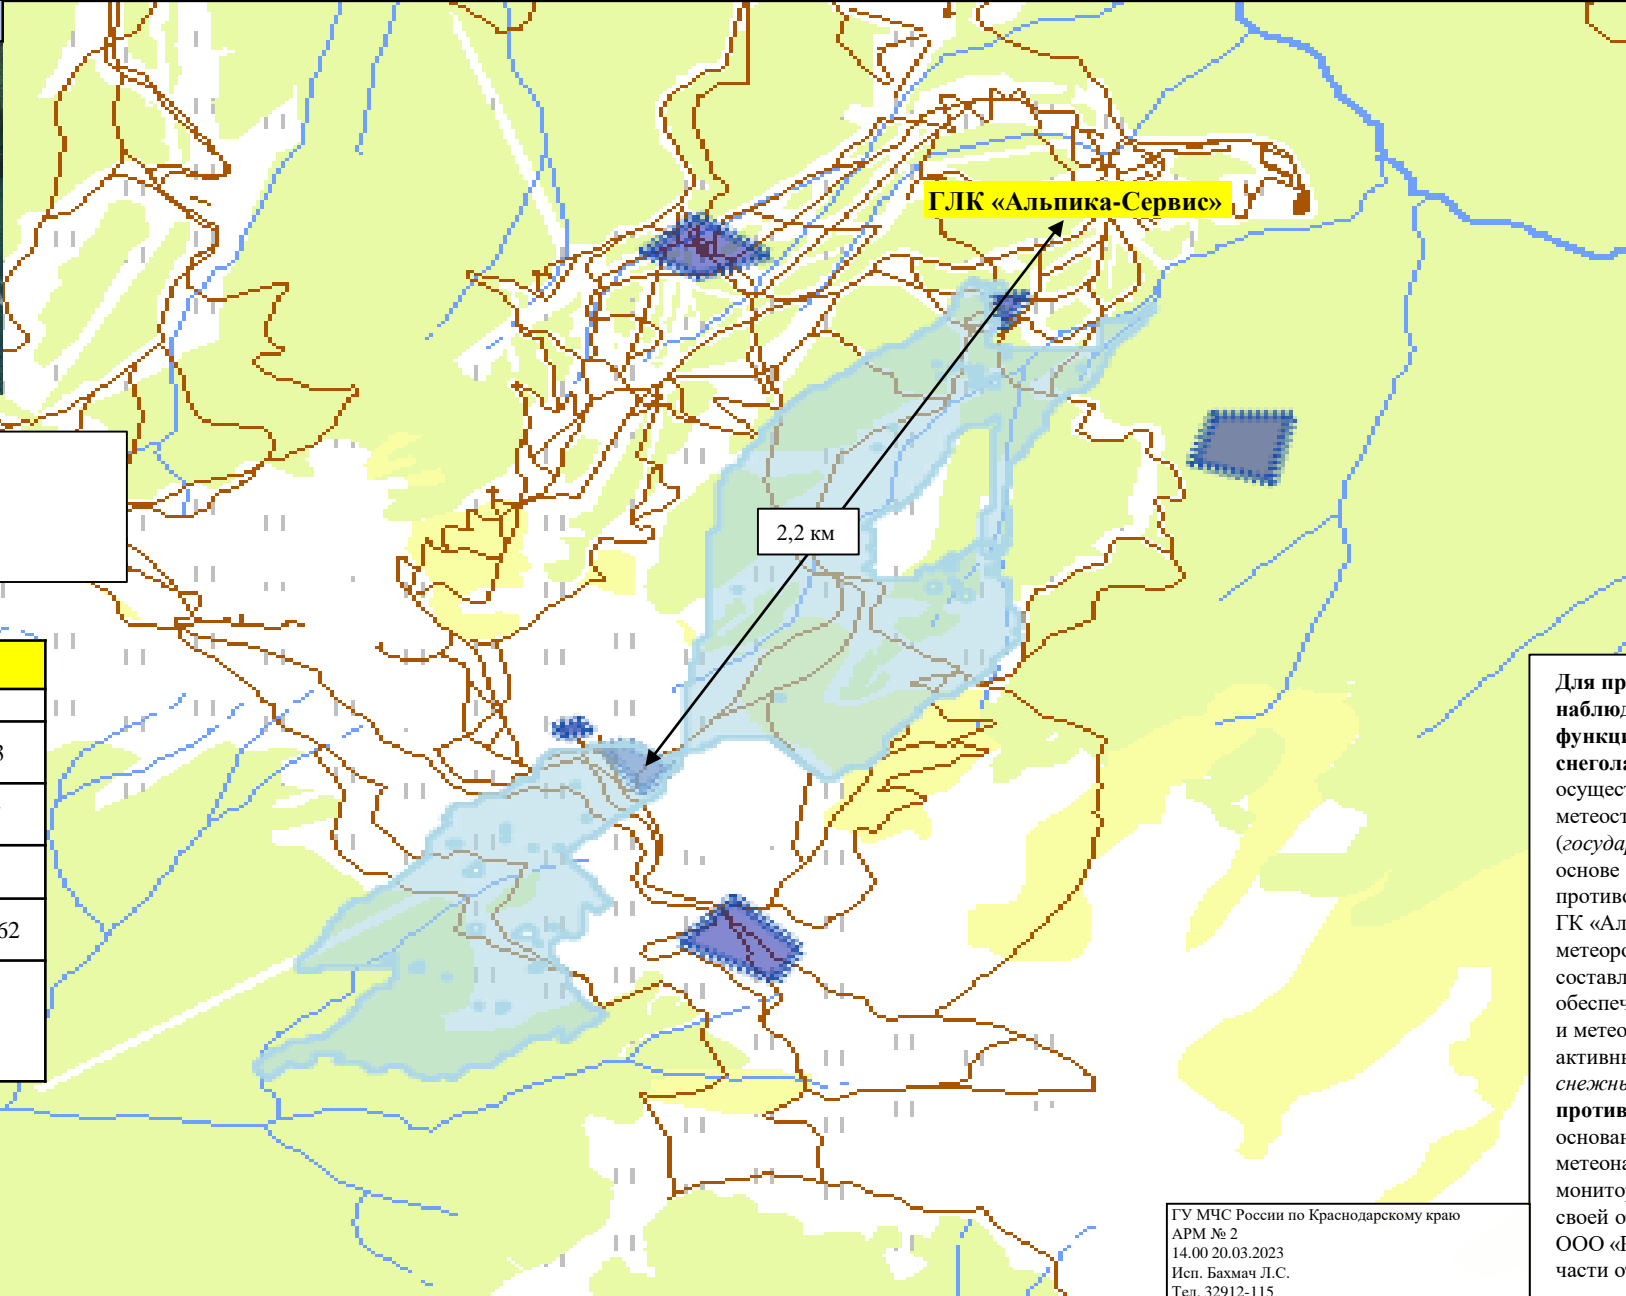 ГЛК «Альпика-Сервис»
2,2 км
3
62
Для пр
наблюд
функци
снегола
осущест
метеост
(госуда
основе
противо
ГК «Ал
метеоро
составл
обеспеч
и метео
активны
снежны
против
основан
метеона
монитор
своей о
ООО «
части о
ГУ МЧС России по Краснодарскому краю
АРМ № 2
14.00 20.03.2023
Исп. Бахмач Л.С.
Тел. 32912-115